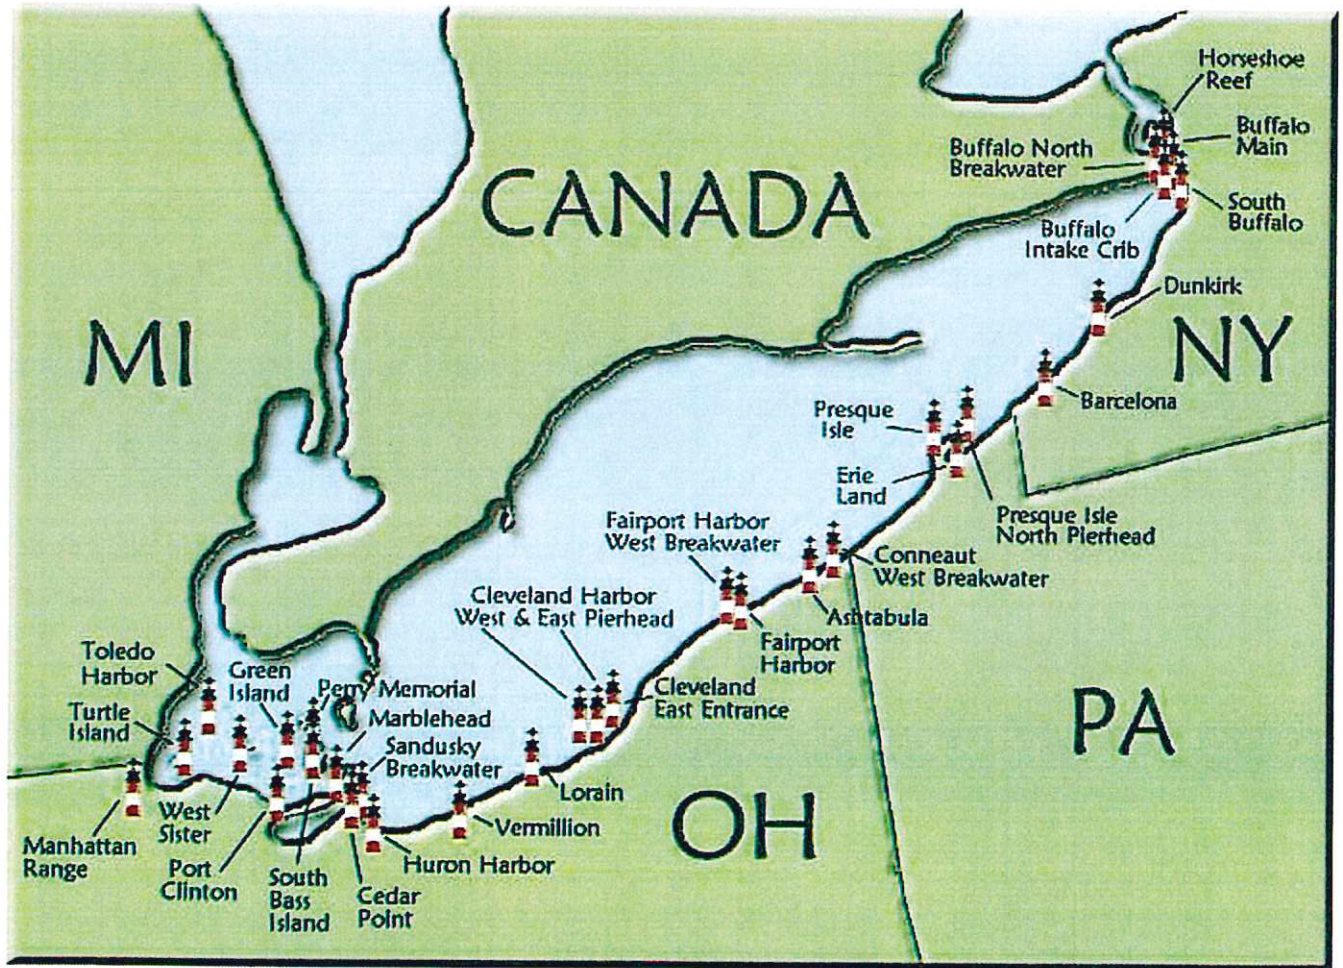 Horseshoe
Reef
Buffalo
Main
Buffalo North
Breakwater
CANADA
South
Buffalo
Buffalo
Intake Crib
Dunkirk
MI
NY
Barcelona
Presque
Isle
Erie
Land
Presque Isle
North Pierhead
Fairport Harbor
West Breakwater
Conneaut
West Breakwater
Cleveland Harbor
West & East Pierhead
Ashtabula
Fairport
Harbor
Toledo
Harbor
Green
Island
Perry Memorial
Cleveland
East Entrance
Turtle
Island
Marblehead
PA
Sandusky
Breakwater
Lorain
OH
West
Sister
Vermillion
Manhattan
Range
Port
Clinton
Huron Harbor
South
Bass
Island
Cedar
Point